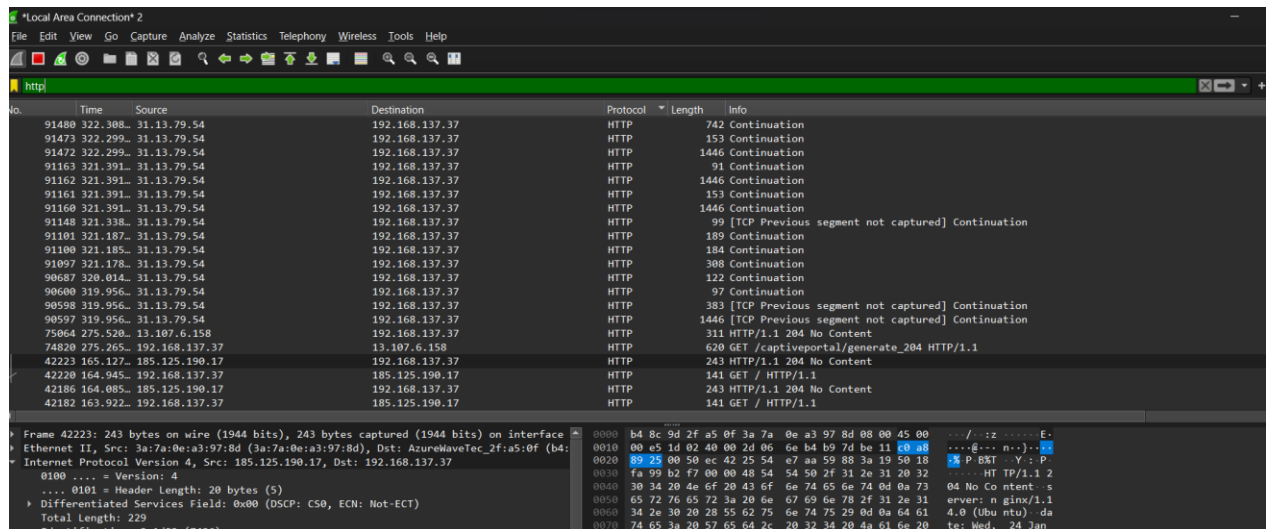 *Local Area Connection* 2
File Edit View Go Capture Analyze Statistics Telephony Wireless Tools Help
http
No. Time Source Destination Protocol Length Info
91480 322.308… 31.13.79.54 192.168.137.37 HTTP 742 Continuation
91473 322.299… 31.13.79.54 192.168.137.37 HTTP 153 Continuation
91472 322.299… 31.13.79.54 192.168.137.37 HTTP 1446 Continuation
91163 321.391… 31.13.79.54 192.168.137.37 HTTP 91 Continuation
91162 321.391… 31.13.79.54 192.168.137.37 HTTP 1446 Continuation
91161 321.391… 31.13.79.54 192.168.137.37 HTTP 153 Continuation
91160 321.391… 31.13.79.54 192.168.137.37 HTTP 1446 Continuation
91148 321.338… 31.13.79.54 192.168.137.37 HTTP 99 [TCP Previous segment not captured] Continuation
91101 321.187… 31.13.79.54 192.168.137.37 HTTP 189 Continuation
91100 321.185… 31.13.79.54 192.168.137.37 HTTP 184 Continuation
91097 321.178… 31.13.79.54 192.168.137.37 HTTP 308 Continuation
90687 320.014… 31.13.79.54 192.168.137.37 HTTP 122 Continuation
90600 319.956… 31.13.79.54 192.168.137.37 HTTP 97 Continuation
90598 319.956… 31.13.79.54 192.168.137.37 HTTP 383 [TCP Previous segment not captured] Continuation
90597 319.956… 31.13.79.54 192.168.137.37 HTTP 1446 [TCP Previous segment not captured] Continuation
75064 275.520… 13.107.6.158 192.168.137.37 HTTP 311 HTTP/1.1 204 No Content
74820 275.265… 192.168.137.37 13.107.6.158 HTTP 620 GET /captiveportal/generate_204 HTTP/1.1
42223 165.127… 185.125.190.17 192.168.137.37 HTTP 243 HTTP/1.1 204 No Content
42220 164.945… 192.168.137.37 185.125.190.17 HTTP 141 GET / HTTP/1.1
42186 164.085… 185.125.190.17 192.168.137.37 HTTP 243 HTTP/1.1 204 No Content
42182 163.922… 192.168.137.37 185.125.190.17 HTTP 141 GET / HTTP/1.1
Frame 42223: 243 bytes on wire (1944 bits), 243 bytes captured (1944 bits) on interface
Ethernet II, Src: 3a:7a:0e:a3:97:8d (3a:7a:0e:a3:97:8d), Dst: AzureWaveTec_2f:a5:0f (b4:
Internet Protocol Version 4, Src: 185.125.190.17, Dst: 192.168.137.37
0100 .... = Version: 4
.... 0101 = Header Length: 20 bytes (5)
Differentiated Services Field: 0x00 (DSCP: CS0, ECN: Not-ECT)
Total Length: 229
0000 b4 8c 9d 2f a5 0f 3a 7a 0e a3 97 8d 08 00 45 00 ···/··:z ······E·
0010 00 e5 1d 02 40 00 2d 06 6e b4 b9 7d be 11 c0 a8 ····@·-· n··}····
0020 89 25 00 50 ec 42 25 54 e7 aa 59 88 3a 19 50 18 ·%·P·B%T ··Y·:·P·
0030 fa 99 b2 f7 00 00 48 54 54 50 2f 31 2e 31 20 32 ······HT TP/1.1 2
0040 30 34 20 4e 6f 20 43 6f 6e 74 65 6e 74 0d 0a 73 04 No Co ntent··s
0050 65 72 76 65 72 3a 20 6e 67 69 6e 78 2f 31 2e 31 erver: n ginx/1.1
0060 34 2e 30 20 28 55 62 75 6e 74 75 29 0d 0a 64 61 4.0 (Ubu ntu)··da
0070 74 65 3a 20 57 65 64 2c 20 32 34 20 4a 61 6e 20 te: Wed, 24 Jan